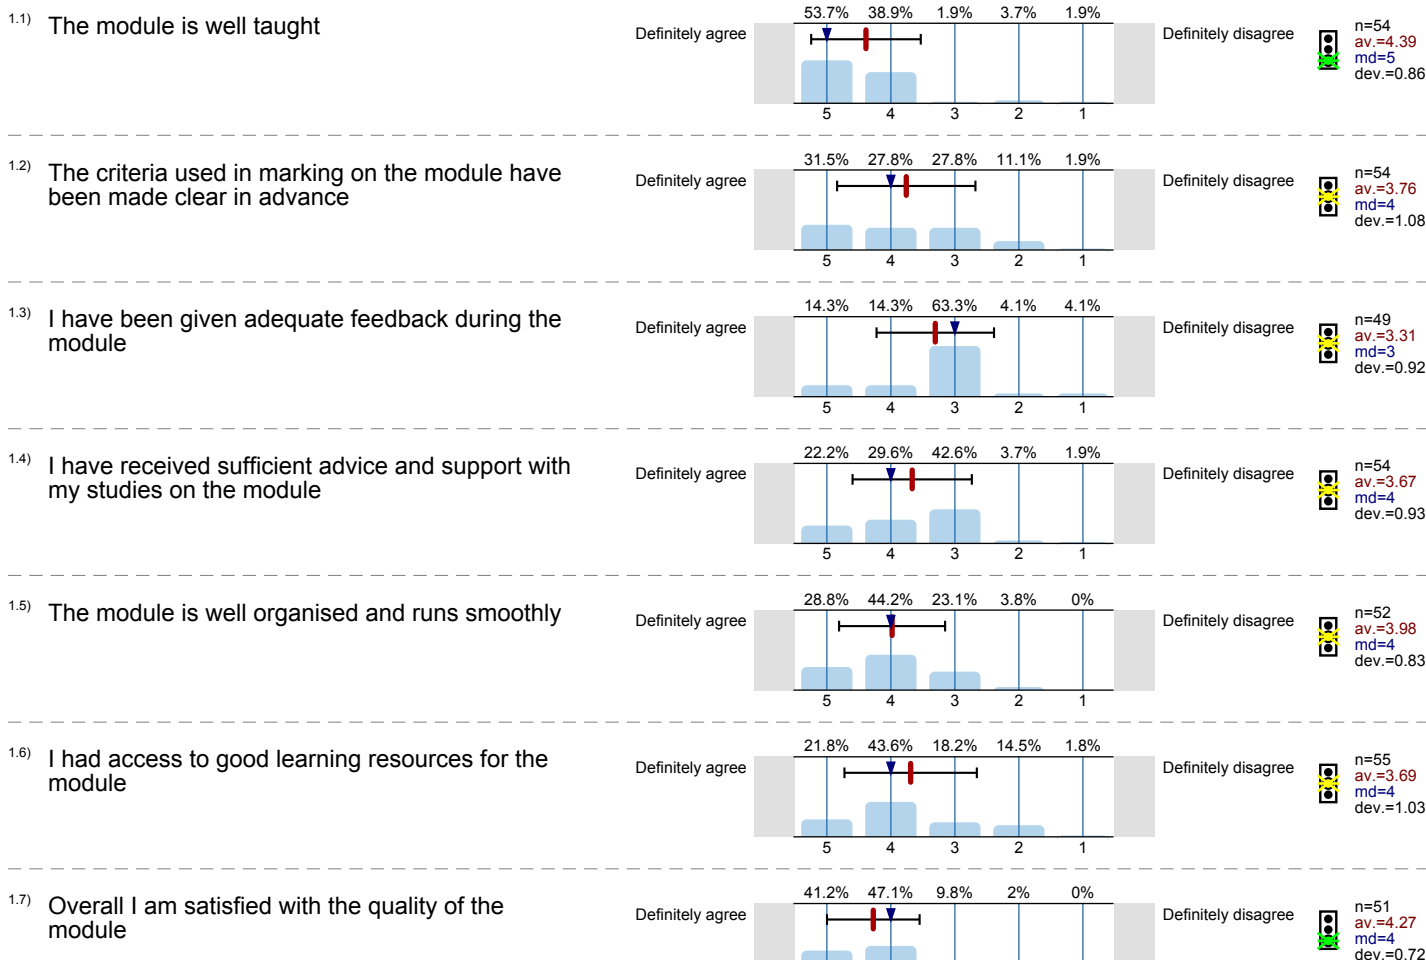 1.1) The module is well taught
Definitely agree
53.7% 38.9% 1.9% 3.7% 1.9%
5 4 3 2 1
Definitely disagree
n=54
av.=4.39
md=5
dev.=0.86
1.2) The criteria used in marking on the module have
been made clear in advance
Definitely agree
31.5% 27.8% 27.8% 11.1% 1.9%
5 4 3 2 1
Definitely disagree
n=54
av.=3.76
md=4
dev.=1.08
1.3) I have been given adequate feedback during the
module
Definitely agree
14.3% 14.3% 63.3% 4.1% 4.1%
5 4 3 2 1
Definitely disagree
n=49
av.=3.31
md=3
dev.=0.92
1.4) I have received sufficient advice and support with
my studies on the module
Definitely agree
22.2% 29.6% 42.6% 3.7% 1.9%
5 4 3 2 1
Definitely disagree
n=54
av.=3.67
md=4
dev.=0.93
1.5) The module is well organised and runs smoothly
Definitely agree
28.8% 44.2% 23.1% 3.8% 0%
5 4 3 2 1
Definitely disagree
n=52
av.=3.98
md=4
dev.=0.83
1.6) I had access to good learning resources for the
module
Definitely agree
21.8% 43.6% 18.2% 14.5% 1.8%
5 4 3 2 1
Definitely disagree
n=55
av.=3.69
md=4
dev.=1.03
1.7) Overall I am satisfied with the quality of the
module
Definitely agree
41.2% 47.1% 9.8% 2% 0%
Definitely disagree
n=51
av.=4.27
md=4
dev.=0.72